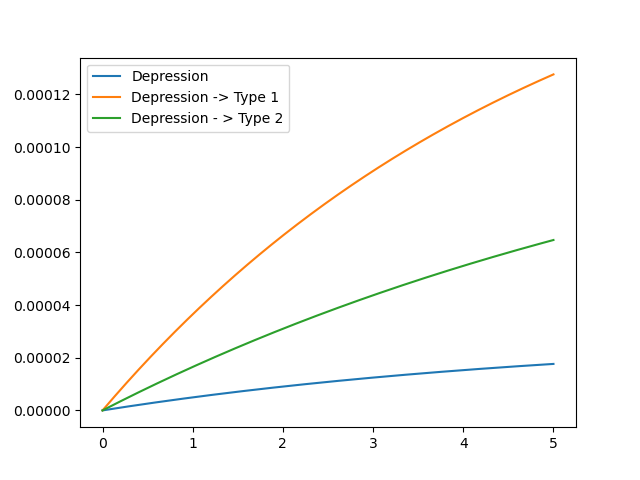 Depression
Depression -> Type 1
Depression - > Type 2
0.00012
0.00010
0.00008
0.00006
0.00004
0.00002
0.00000
0 1 2 3 4 5